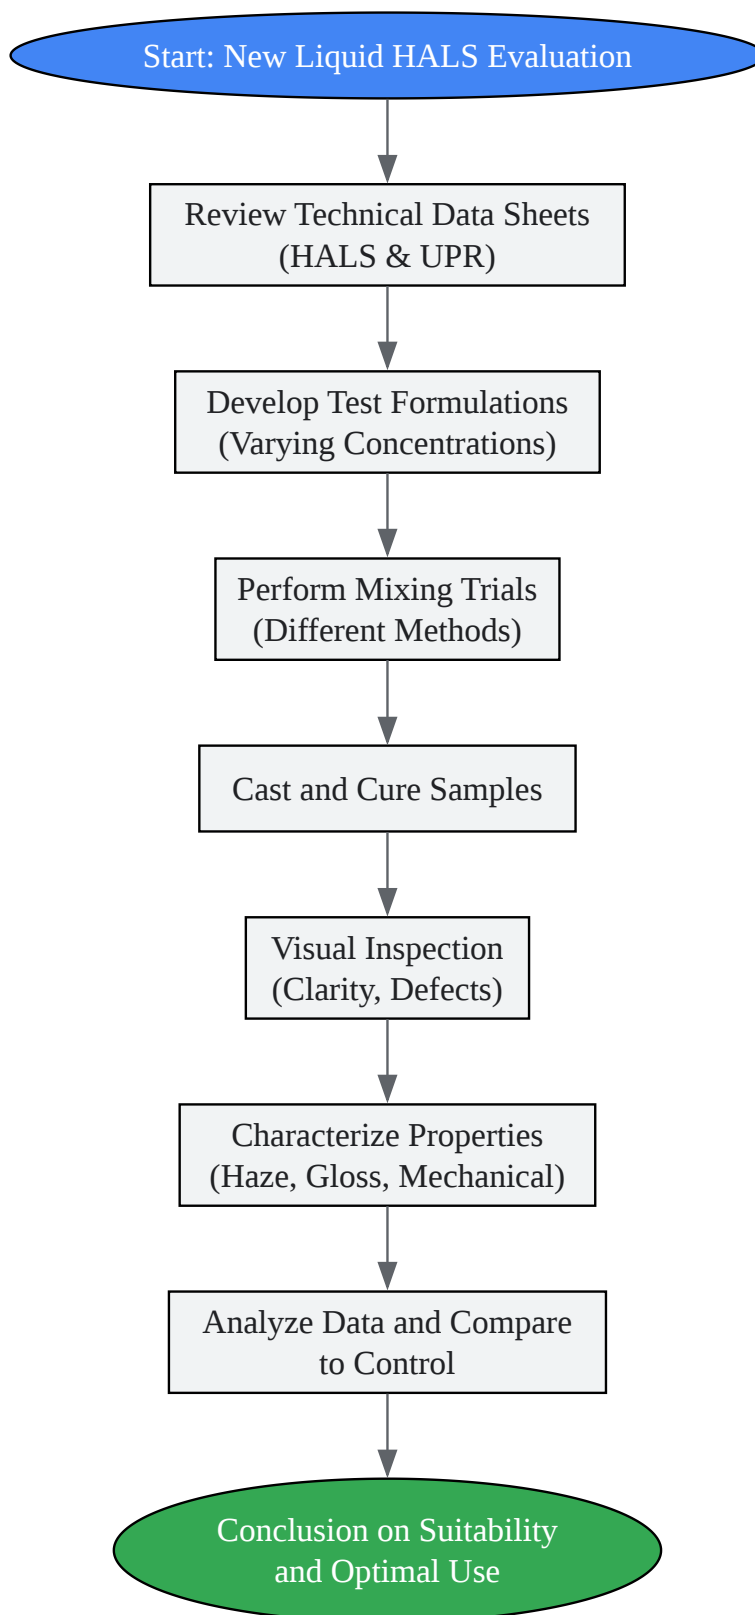 Start: New Liquid HALS Evaluation
Review Technical Data Sheets
(HALS & UPR)
Develop Test Formulations
(Varying Concentrations)
Perform Mixing Trials
(Different Methods)
Cast and Cure Samples
Visual Inspection
(Clarity, Defects)
Characterize Properties
(Haze, Gloss, Mechanical)
Analyze Data and Compare
to Control
Conclusion on Suitability
and Optimal Use